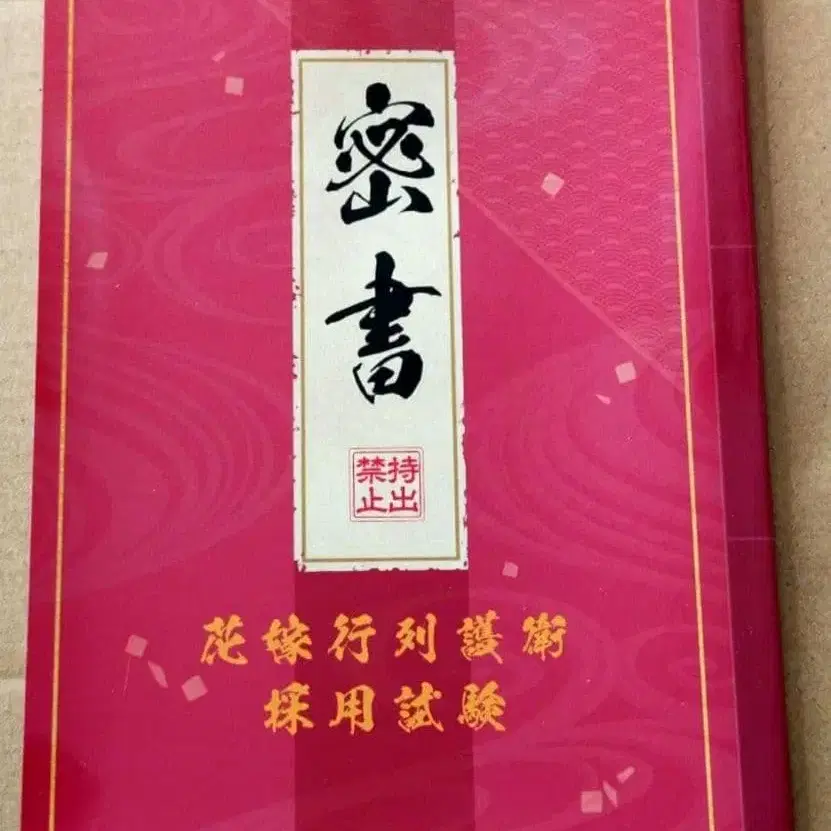 密書
持出
禁止
花嫁行列護衛
採用試験